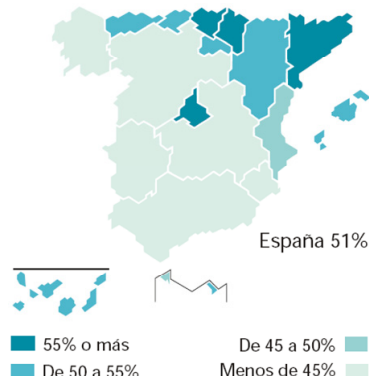 España 51%
55% o más
De 50 a 55%
De 45 a 50%
Menos de 45%